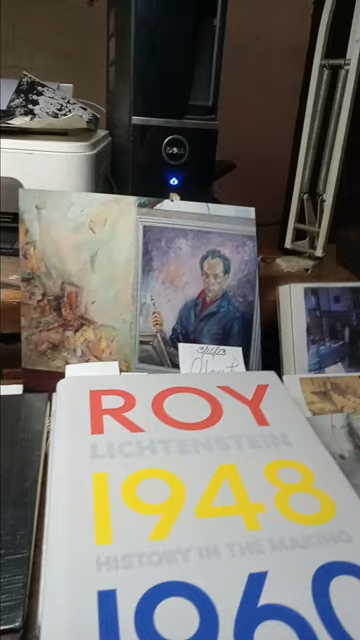 DELL
ROY
LICHTENSTEIN
1948
HISTORY IN THE MAKING
1960